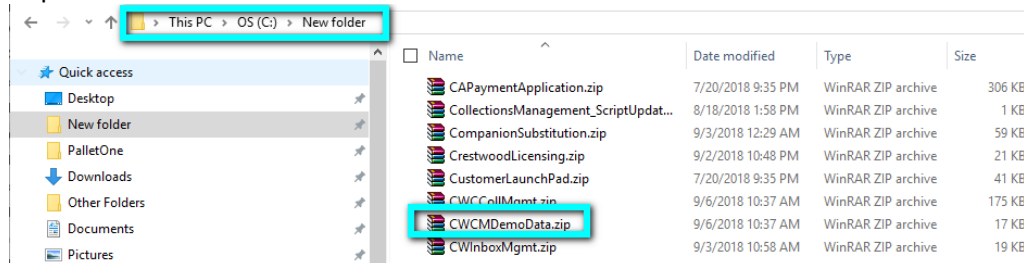 This PC > OS (C:) > New folder
Name Date modified Type Size
Quick access
Desktop
New folder
PalletOne
Downloads
Other Folders
Documents
Pictures
CAPaymentApplication.zip 7/20/2018 9:35 PM WinRAR ZIP archive 306 KB
CollectionsManagement_ScriptUpdat... 8/18/2018 1:58 PM WinRAR ZIP archive 1 KB
CompanionSubstitution.zip 9/3/2018 12:29 AM WinRAR ZIP archive 59 KB
CrestwoodLicensing.zip 9/2/2018 10:48 PM WinRAR ZIP archive 21 KB
CustomerLaunchPad.zip 7/20/2018 9:35 PM WinRAR ZIP archive 41 KB
CWCCollMgmt.zip 9/6/2018 10:37 AM WinRAR ZIP archive 175 KB
CWCMDemoData.zip 9/6/2018 10:37 AM WinRAR ZIP archive 17 KB
CWInboxMgmt.zip 9/3/2018 10:58 AM WinRAR ZIP archive 19 KB